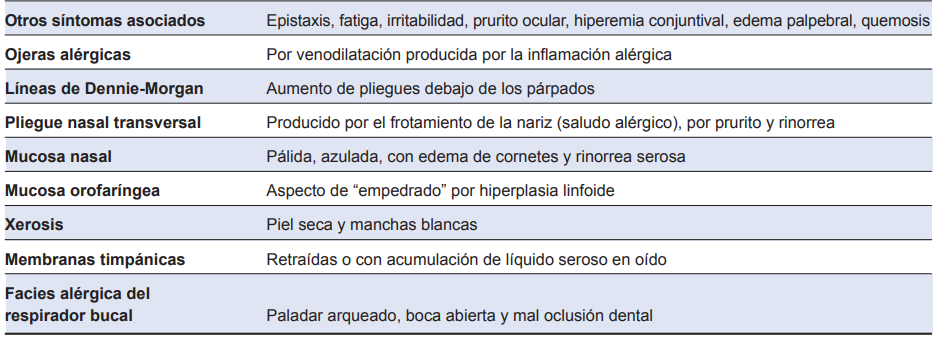 Otros síntomas asociados Epistaxis, fatiga, irritabilidad, prurito ocular, hiperemia conjuntival, edema palpebral, quemosis
Ojeras alérgicas Por venodilatación producida por la inflamación alérgica
Líneas de Dennie-Morgan Aumento de pliegues debajo de los párpados
Pliegue nasal transversal Producido por el frotamiento de la nariz (saludo alérgico), por prurito y rinorrea
Mucosa nasal Pálida, azulada, con edema de cornetes y rinorrea serosa
Mucosa orofaríngea Aspecto de “empedrado” por hiperplasia linfoide
Xerosis Piel seca y manchas blancas
Membranas timpánicas Retraídas o con acumulación de líquido seroso en oído
Facies alérgica del
respirador bucal Paladar arqueado, boca abierta y mal oclusión dental